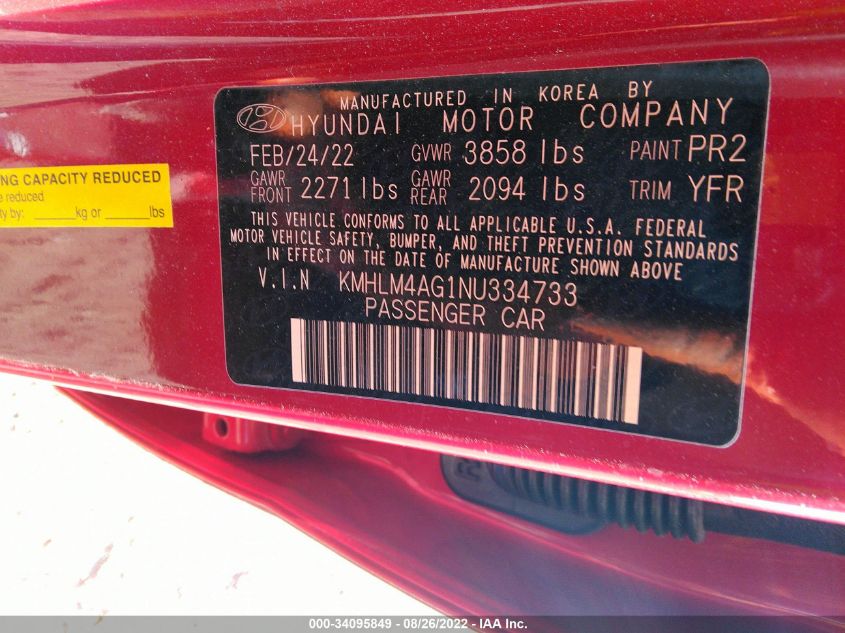 MANUFACTURED IN KOREA BY
HYUNDAI MOTOR COMPANY
FEB/24/22 GVWR 3858 lbs PAINT PR2
GAWR FRONT 2271 lbs GAWR REAR 2094 lbs TRIM YFR
THIS VEHICLE CONFORMS TO ALL APPLICABLE U.S.A. FEDERAL
MOTOR VEHICLE SAFETY, BUMPER, AND THEFT PREVENTION STANDARDS
IN EFFECT ON THE DATE OF MANUFACTURE SHOWN ABOVE
V.I.N KMHLM4AG1NU334733
PASSENGER CAR
NG CAPACITY REDUCED
e reduced
ty by: _____kg or _____lbs
R
000-34095849 - 08/26/2022 - IAA Inc.